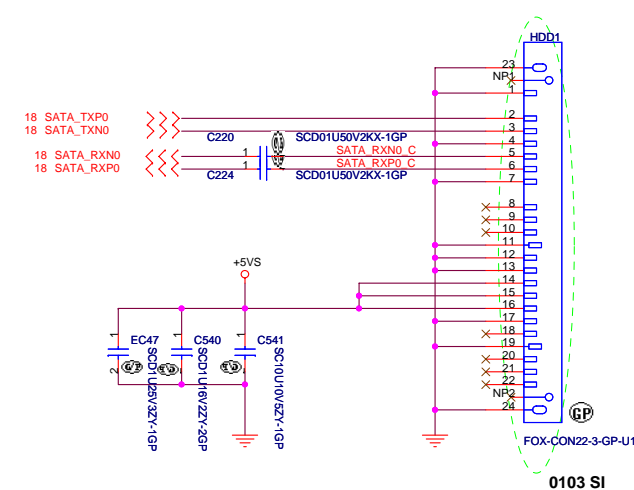 HDD1
23
NP1
1
18 SATA_TXP0
2
18 SATA_TXN0
3
C220 SCD01U50V2KX-1GP
4
18 SATA_RXN0 1 SATA_RXN0_C 5
18 SATA_RXP0 1 SATA_RXP0_C 6
C224 SCD01U50V2KX-1GP
7
8
9
10
11
12
+5VS
13
14
15
16
17
18
19
20
21
22
NP2
24
1 EC47 2 SCD1U25V3ZY-1GP
1 C540 SCD1U16V2ZY-2GP
1 C541 SC10U10V5ZY-1GP
GP
FOX-CON22-3-GP-U1
0103 SI